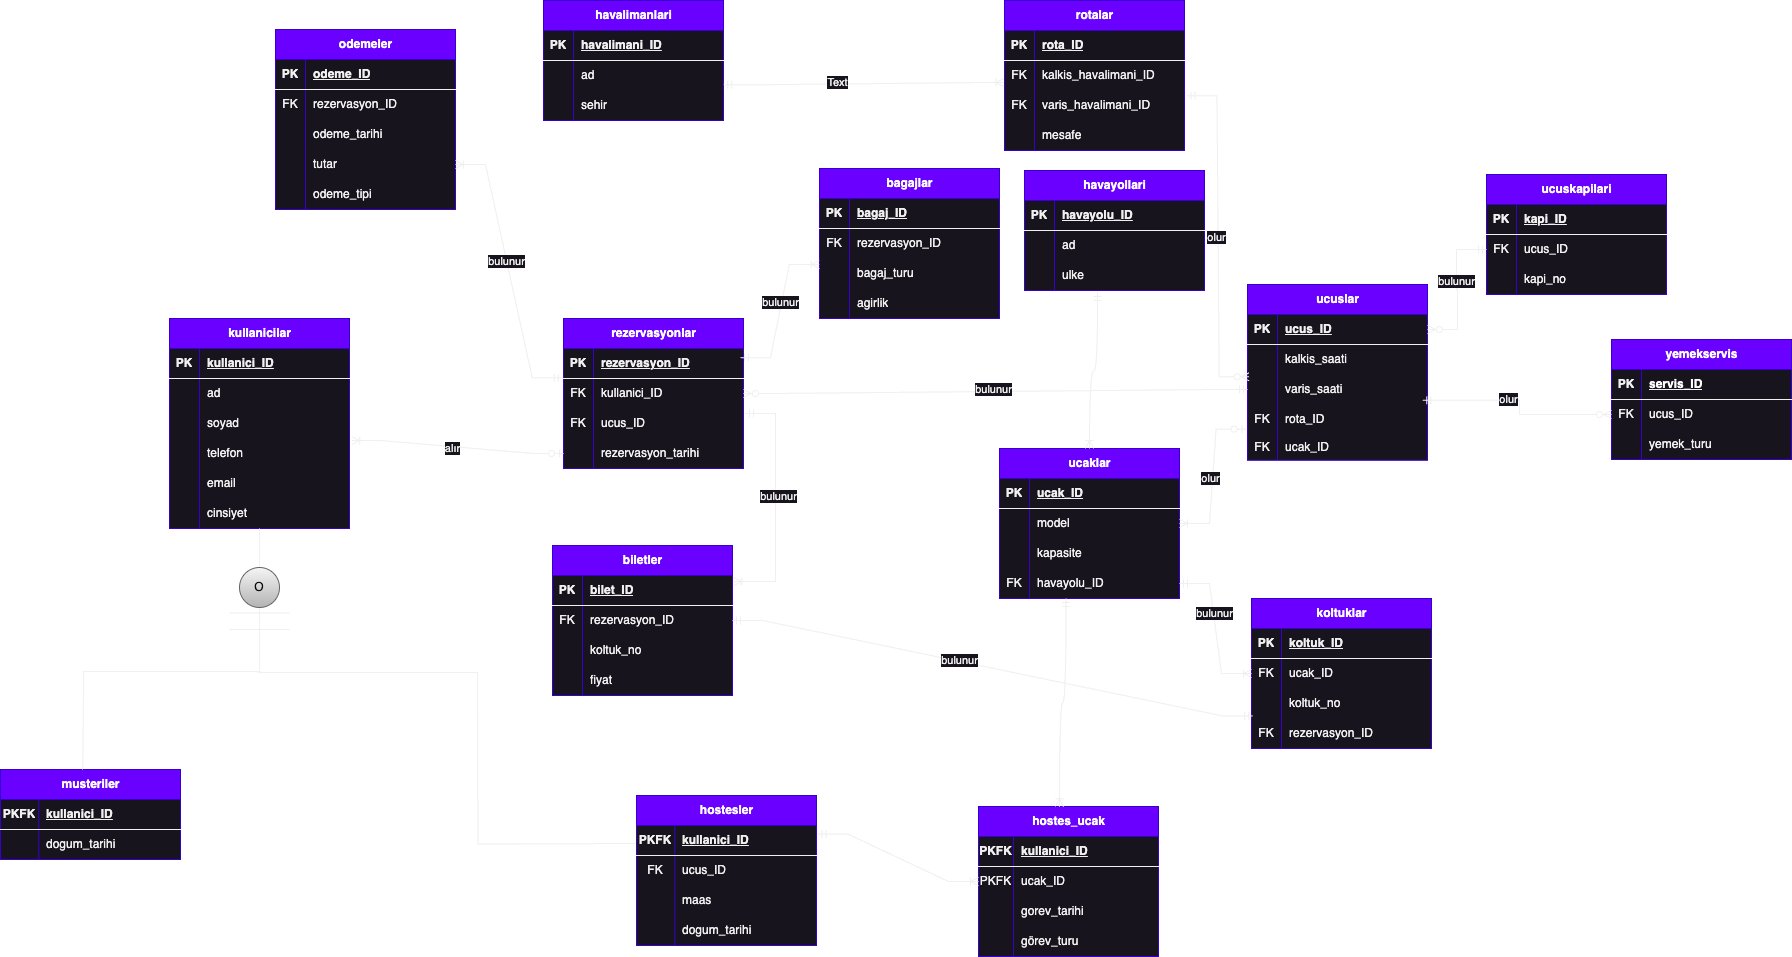 havalimanlari
PK havalimani_ID
ad
sehir
rotalar
PK rota_ID
FK kalkis_havalimani_ID
FK varis_havalimani_ID
mesafe
odemeler
PK odeme_ID
FK rezervasyon_ID
odeme_tarihi
tutar
odeme_tipi
Text
bagajlar
PK bagaj_ID
FK rezervasyon_ID
bagaj_turu
agirlik
havayollari
PK havayolu_ID
ad
ulke
ucuskapilari
PK kapi_ID
FK ucus_ID
kapi_no
olur
bulunur
bulunur
bulunur
kullanicilar
PK kullanici_ID
ad
soyad
telefon
email
cinsiyet
rezervasyonlar
PK rezervasyon_ID
FK kullanici_ID
FK ucus_ID
rezervasyon_tarihi
ucuslar
PK ucus_ID
kalkis_saati
varis_saati
FK rota_ID
FK ucak_ID
yemekservis
PK servis_ID
FK ucus_ID
yemek_turu
bulunur
olur
alır
olur
bulunur
ucaklar
PK ucak_ID
model
kapasite
FK havayolu_ID
biletler
PK bilet_ID
FK rezervasyon_ID
koltuk_no
fiyat
O
bulunur
bulunur
koltuklar
PK koltuk_ID
FK ucak_ID
koltuk_no
FK rezervasyon_ID
musteriler
PKFK kullanici_ID
dogum_tarihi
hostesler
PKFK kullanici_ID
FK ucus_ID
maas
dogum_tarihi
hostes_ucak
PKFK kullanici_ID
PKFK ucak_ID
gorev_tarihi
görev_turu